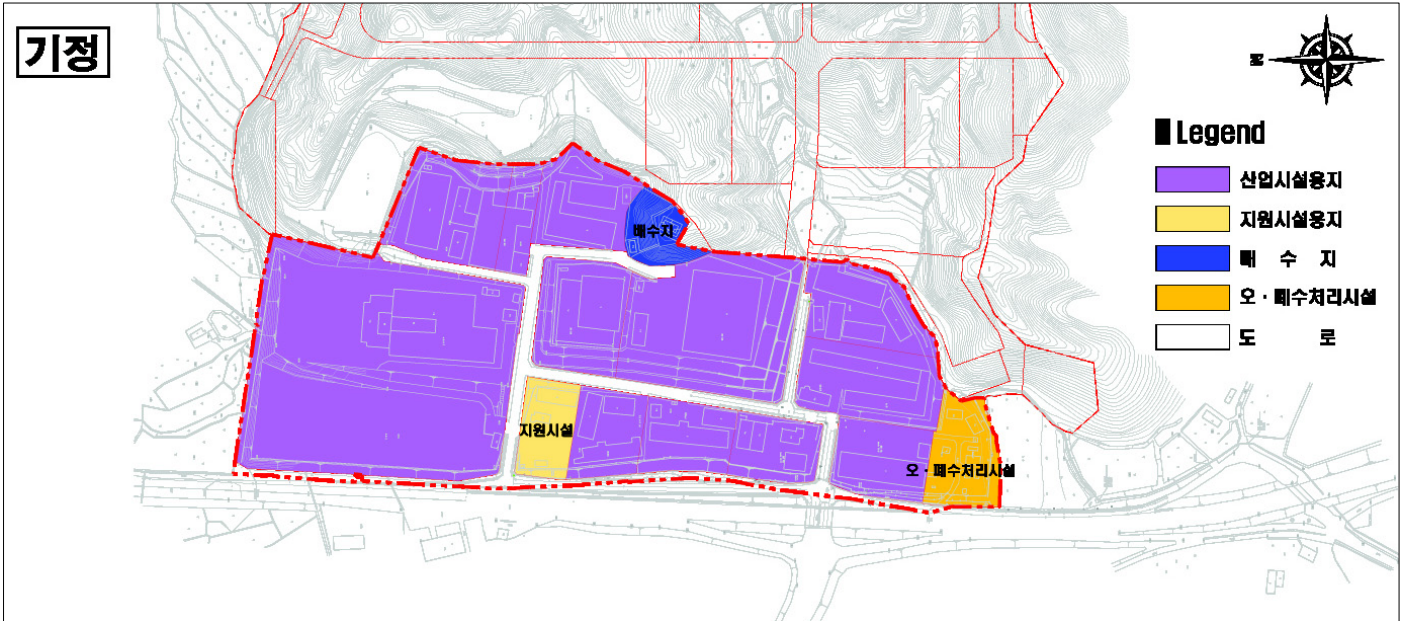 기정
■ Legend
산업시설용지
지원시설용지
배 수 지
오·폐수처리시설
도 로
배수지
지원시설
오·폐수처리시설